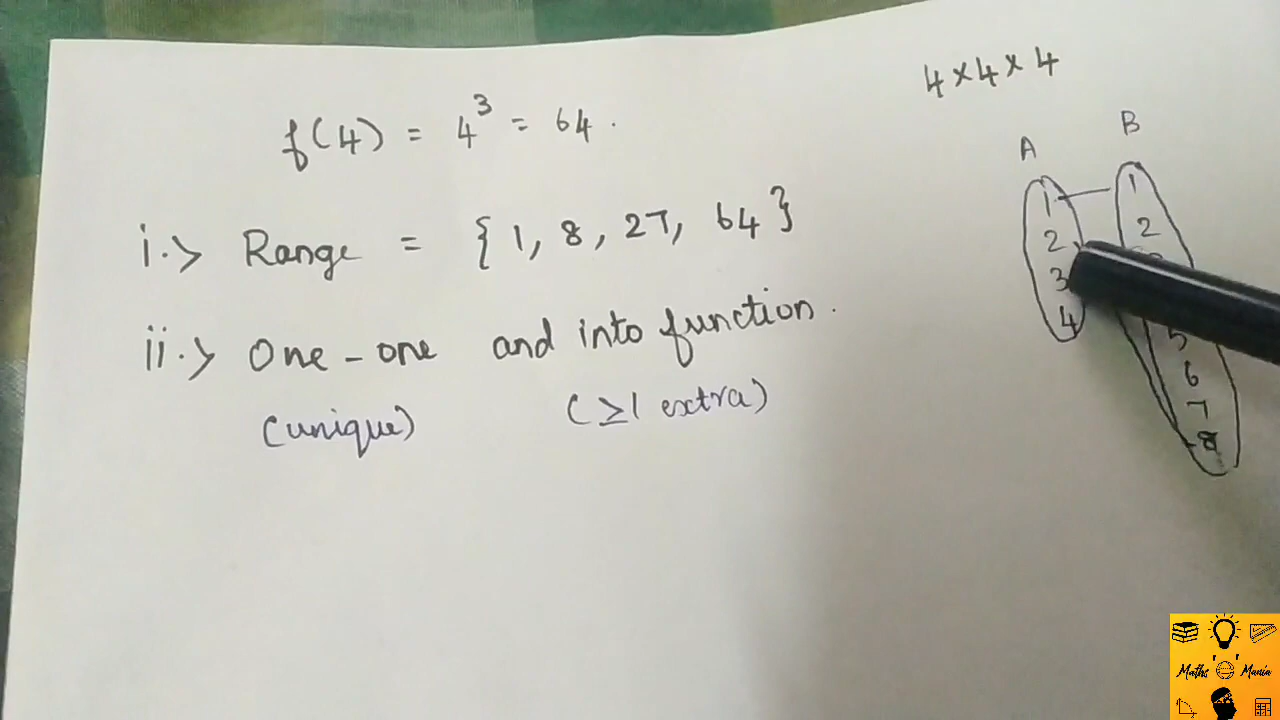 4 × 4 × 4
f(4) = 4³ = 64.
A B
i.> Range = { 1, 8, 27, 64 }
ii.> One - one and into function.
(unique) (≥1 extra)
1 1
2 2
3
4
5
6
7
8
Maths Mania